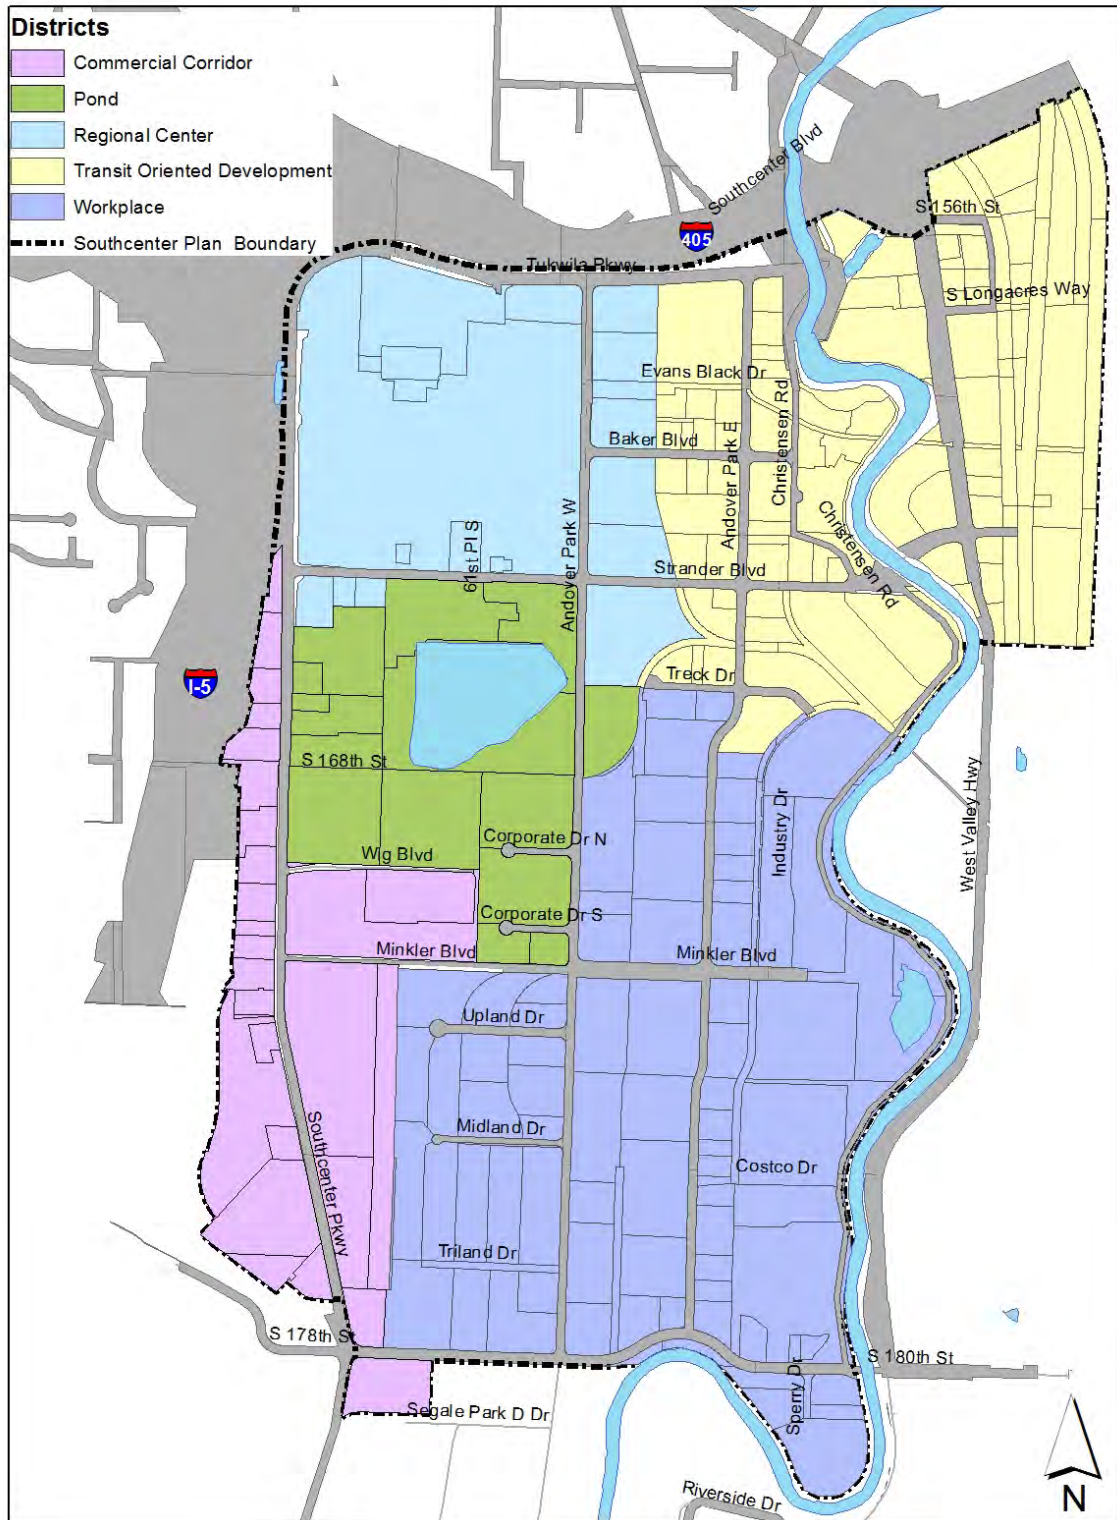 Districts
Commercial Corridor
Pond
Regional Center
Transit Oriented Development
Workplace
Southcenter Plan Boundary
Southcenter Blvd
405
Tukwila Pkwy
S 156th St
S Longacres Way
Evans Black Dr
Baker Blvd
Andover Park E
Christensen Rd
Christensen Rd
61st Pl S
Andover Park W
Strander Blvd
Treck Dr
I-5
S 168th St
Industry Dr
West Valley Hwy
Corporate Dr N
Wig Blvd
Corporate Dr S
Minkler Blvd
Minkler Blvd
Upland Dr
Midland Dr
Costco Dr
Southcenter Pkwy
Triland Dr
S 178th St
S 180th St
Sperry Dr
Segale Park D Dr
Riverside Dr
N